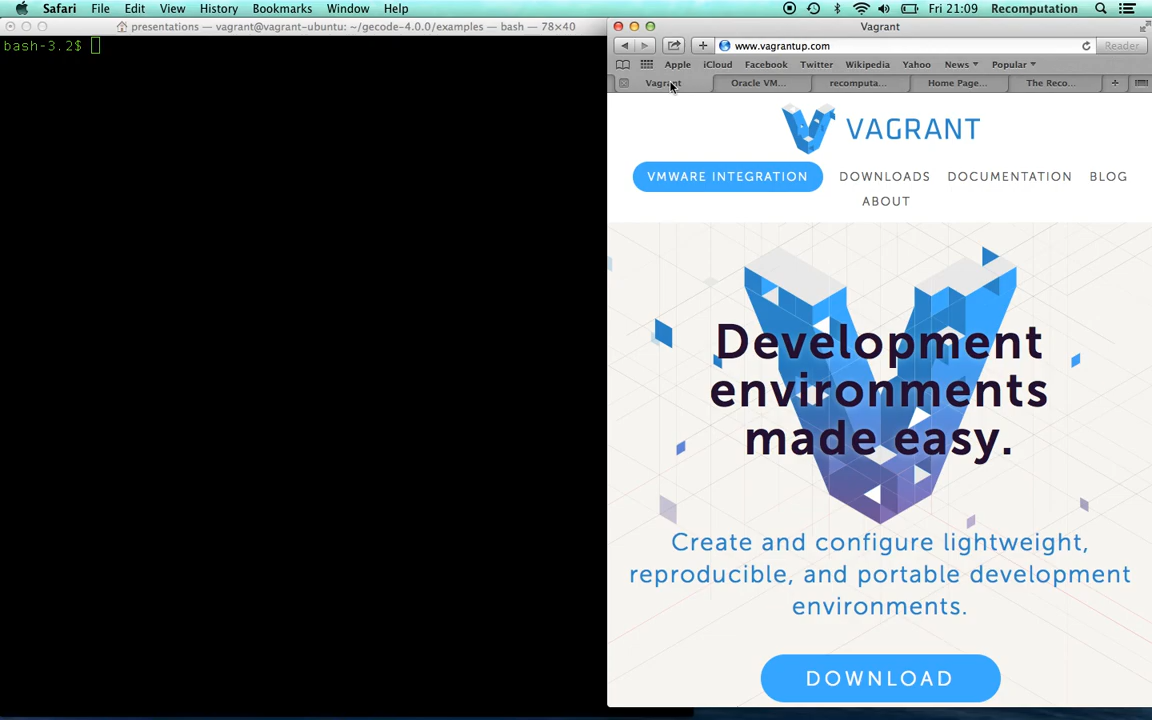 Safari File Edit View History Bookmarks Window Help Fri 21:09 Recomputation
presentations — vagrant@vagrant-ubuntu: ~/gecode-4.0.0/examples — bash — 78×40
bash-3.2$
Vagrant
www.vagrantup.com Reader
Apple iCloud Facebook Twitter Wikipedia Yahoo News Popular
Vagrant Oracle VM... recomputa... Home Page... The Reco...
VAGRANT
VMWARE INTEGRATION DOWNLOADS DOCUMENTATION BLOG
ABOUT
Development
environments
made easy.
Create and configure lightweight,
reproducible, and portable development
environments.
DOWNLOAD